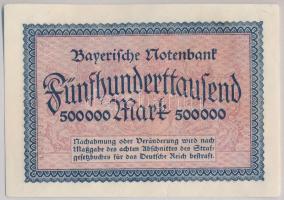 Bayerische Notenbank
Fünfhunderttausend
500000 Mark 500000
Nachahmung oder Veränderung wird nach
Maßgabe des achten Abschnittes des Straf-
gesetzbuches für das Deutsche Reich bestraft.